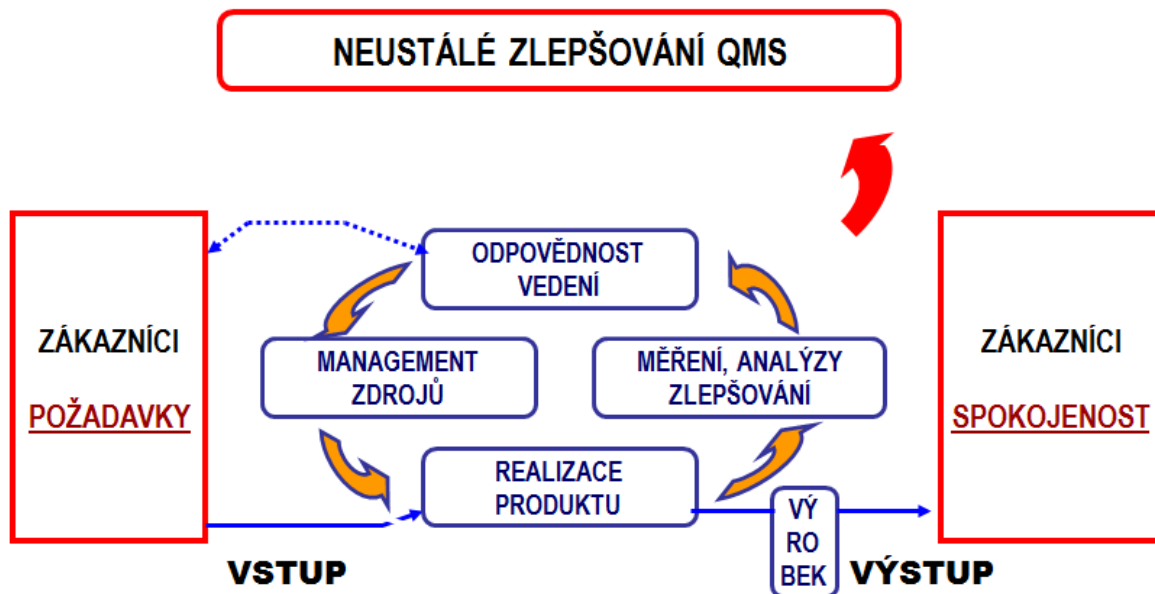 NEUSTÁLÉ ZLEPŠOVÁNÍ QMS
ODPOVĚDNOST
VEDENÍ
ZÁKAZNÍCI
POŽADAVKY
MANAGEMENT
ZDROJŮ
MĚŘENÍ, ANALÝZY
ZLEPŠOVÁNÍ
ZÁKAZNÍCI
SPOKOJENOST
REALIZACE
PRODUKTU
VÝ
RO
BEK
VSTUP
VÝSTUP